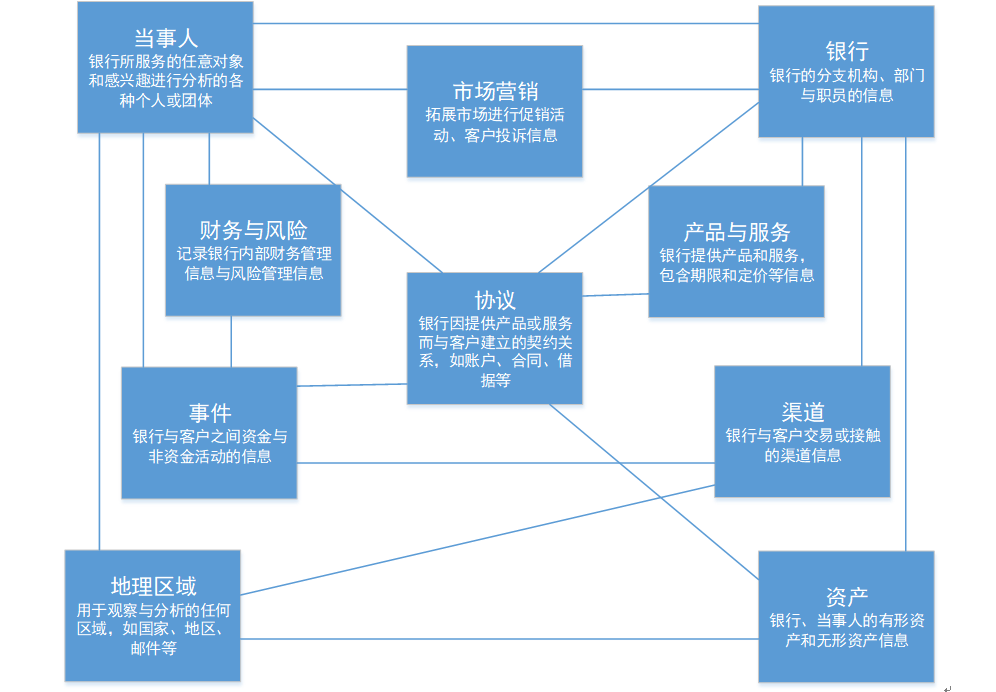 当事人
银行所服务的任意对象
和感兴趣进行分析的各
种个人或团体
市场营销
拓展市场进行促销活
动、客户投诉信息
银行
银行的分支机构、部门
与职员的信息
财务与风险
记录银行内部财务管理
信息与风险管理信息
产品与服务
银行提供产品和服务，
包含期限和定价等信息
协议
银行因提供产品或服务
而与客户建立的契约关
系，如账户、合同、借
据等
事件
银行与客户之间资金与
非资金活动的信息
渠道
银行与客户交易或接触
的渠道信息
地理区域
用于观察与分析的任何
区域，如国家、地区、
邮件等
资产
银行、当事人的有形资
产和无形资产信息